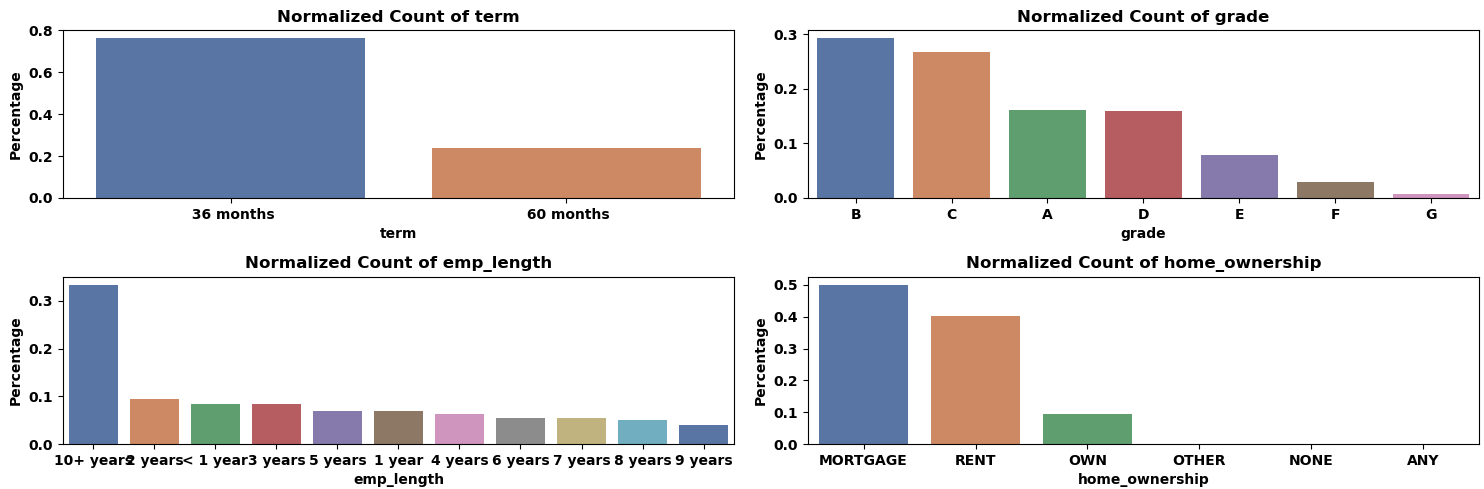 Normalized Count of term
Percentage
0.8
0.6
0.4
0.2
0.0
36 months 60 months
term
Normalized Count of grade
Percentage
0.3
0.2
0.1
0.0
B C A D E F G
grade
Normalized Count of emp_length
Percentage
0.3
0.2
0.1
0.0
10+ years 2 years < 1 year 3 years 5 years 1 year 4 years 6 years 7 years 8 years 9 years
emp_length
Normalized Count of home_ownership
Percentage
0.5
0.4
0.3
0.2
0.1
0.0
MORTGAGE RENT OWN OTHER NONE ANY
home_ownership